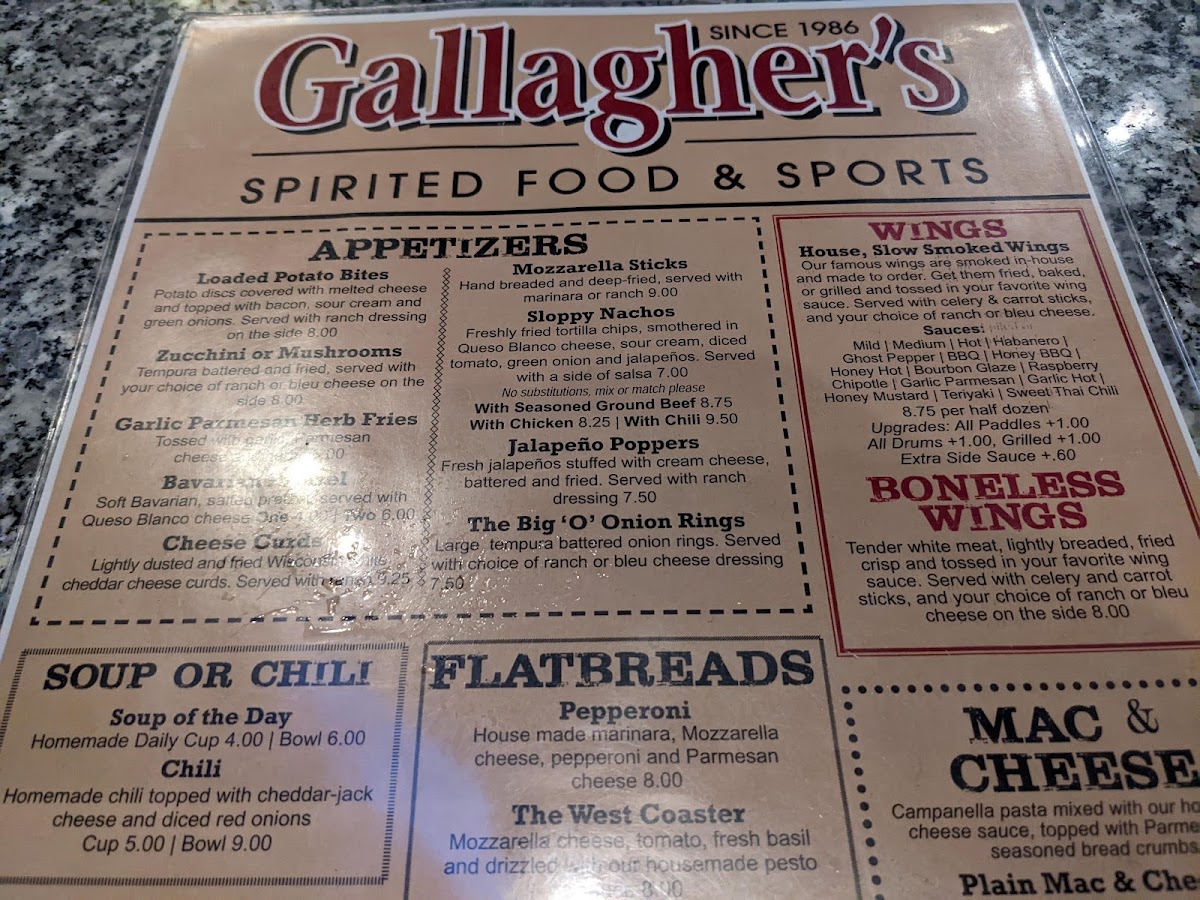 SINCE 1986
Gallagher's
SPIRITED FOOD & SPORTS
APPETIZERS
Loaded Potato Bites
Potato discs covered with melted cheese
and topped with bacon, sour cream and
green onions. Served with ranch dressing
on the side 8.00
Zucchini or Mushrooms
Tempura battered and fried, served with
your choice of ranch or bleu cheese on the
side 8.00
Garlic Parmesan Herb Fries
Tossed with garlic, Parmesan
cheese
Bavarian
Soft Bavarian, salted pretzel, served with
Queso Blanco cheese One | Two 6.00
Cheese Curds
Lightly dusted and fried Wisconsin white
cheddar cheese curds. Served with 9.25
Mozzarella Sticks
Hand breaded and deep-fried, served with
marinara or ranch 9.00
Sloppy Nachos
Freshly fried tortilla chips, smothered in
Queso Blanco cheese, sour cream, diced
tomato, green onion and jalapeños. Served
with a side of salsa 7.00
No substitutions, mix or match please
With Seasoned Ground Beef 8.75
With Chicken 8.25 | With Chili 9.50
Jalapeño Poppers
Fresh jalapeños stuffed with cream cheese,
battered and fried. Served with ranch
dressing 7.50
The Big ‘O’ Onion Rings
Large, tempura battered onion rings. Served
with choice of ranch or bleu cheese dressing
7.50
WINGS
House, Slow Smoked Wings
Our famous wings are smoked in-house
and made to order. Get them fried, baked,
or grilled and tossed in your favorite wing
sauce. Served with celery & carrot sticks,
and your choice of ranch or bleu cheese.
Sauces:
Mild | Medium | Hot | Habanero |
Ghost Pepper | BBQ | Honey BBQ |
Honey Hot | Bourbon Glaze | Raspberry
Chipotle | Garlic Parmesan | Garlic Hot |
Honey Mustard | Teriyaki | Sweet Thai Chili
8.75 per half dozen
Upgrades: All Paddles +1.00
All Drums +1.00, Grilled +1.00
Extra Side Sauce +.60
BONELESS
WINGS
Tender white meat, lightly breaded, fried
crisp and tossed in your favorite wing
sauce. Served with celery and carrot
sticks, and your choice of ranch or bleu
cheese on the side 8.00
SOUP OR CHILI
Soup of the Day
Homemade Daily Cup 4.00 | Bowl 6.00
Chili
Homemade chili topped with cheddar-jack
cheese and diced red onions
Cup 5.00 | Bowl 9.00
FLATBREADS
Pepperoni
House made marinara, Mozzarella
cheese, pepperoni and Parmesan
cheese 8.00
The West Coaster
Mozzarella cheese, tomato, fresh basil
and drizzled with our housemade pesto
8.00
MAC &
CHEESE
Campanella pasta mixed with our
cheese sauce, topped with
seasoned bread crumbs
Plain Mac &